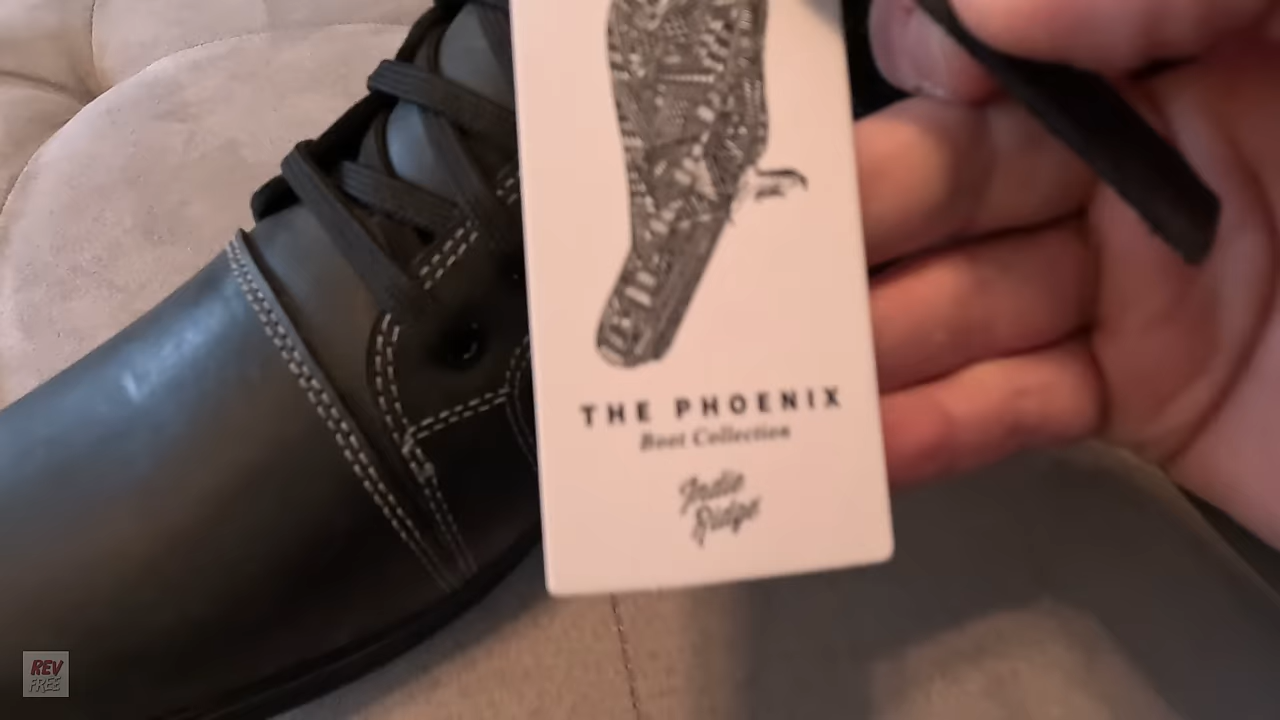 THE PHOENIX
Boot Collection
Indie
Ridge
REV
FREE